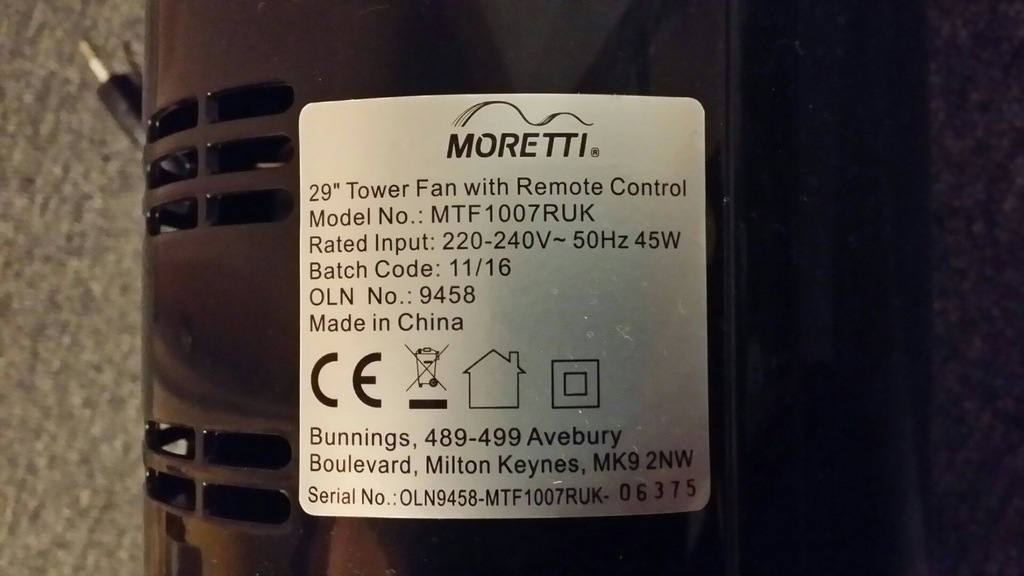 MORETTI®
29" Tower Fan with Remote Control
Model No.: MTF1007RUK
Rated Input: 220-240V~ 50Hz 45W
Batch Code: 11/16
OLN No.: 9458
Made in China
CE
Bunnings, 489-499 Avebury
Boulevard, Milton Keynes, MK9 2NW
Serial No.: OLN9458-MTF1007RUK- 06375